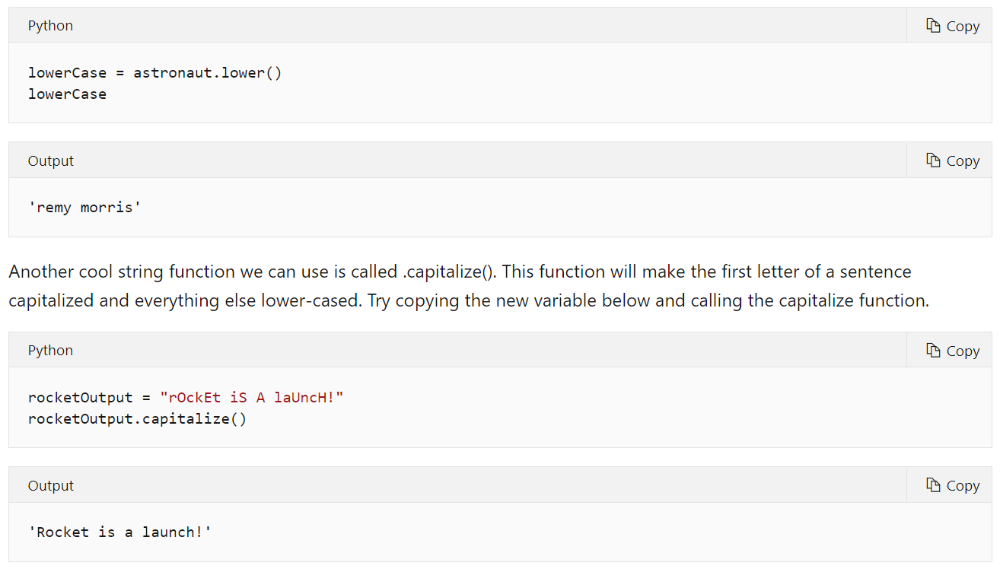 Python
Copy
lowerCase = astronaut.lower()
lowerCase
Output
Copy
'remy morris'
Another cool string function we can use is called .capitalize(). This function will make the first letter of a sentence
capitalized and everything else lower-cased. Try copying the new variable below and calling the capitalize function.
Python
Copy
rocketOutput = "rOckEt iS A laUncH!"
rocketOutput.capitalize()
Output
Copy
'Rocket is a launch!'